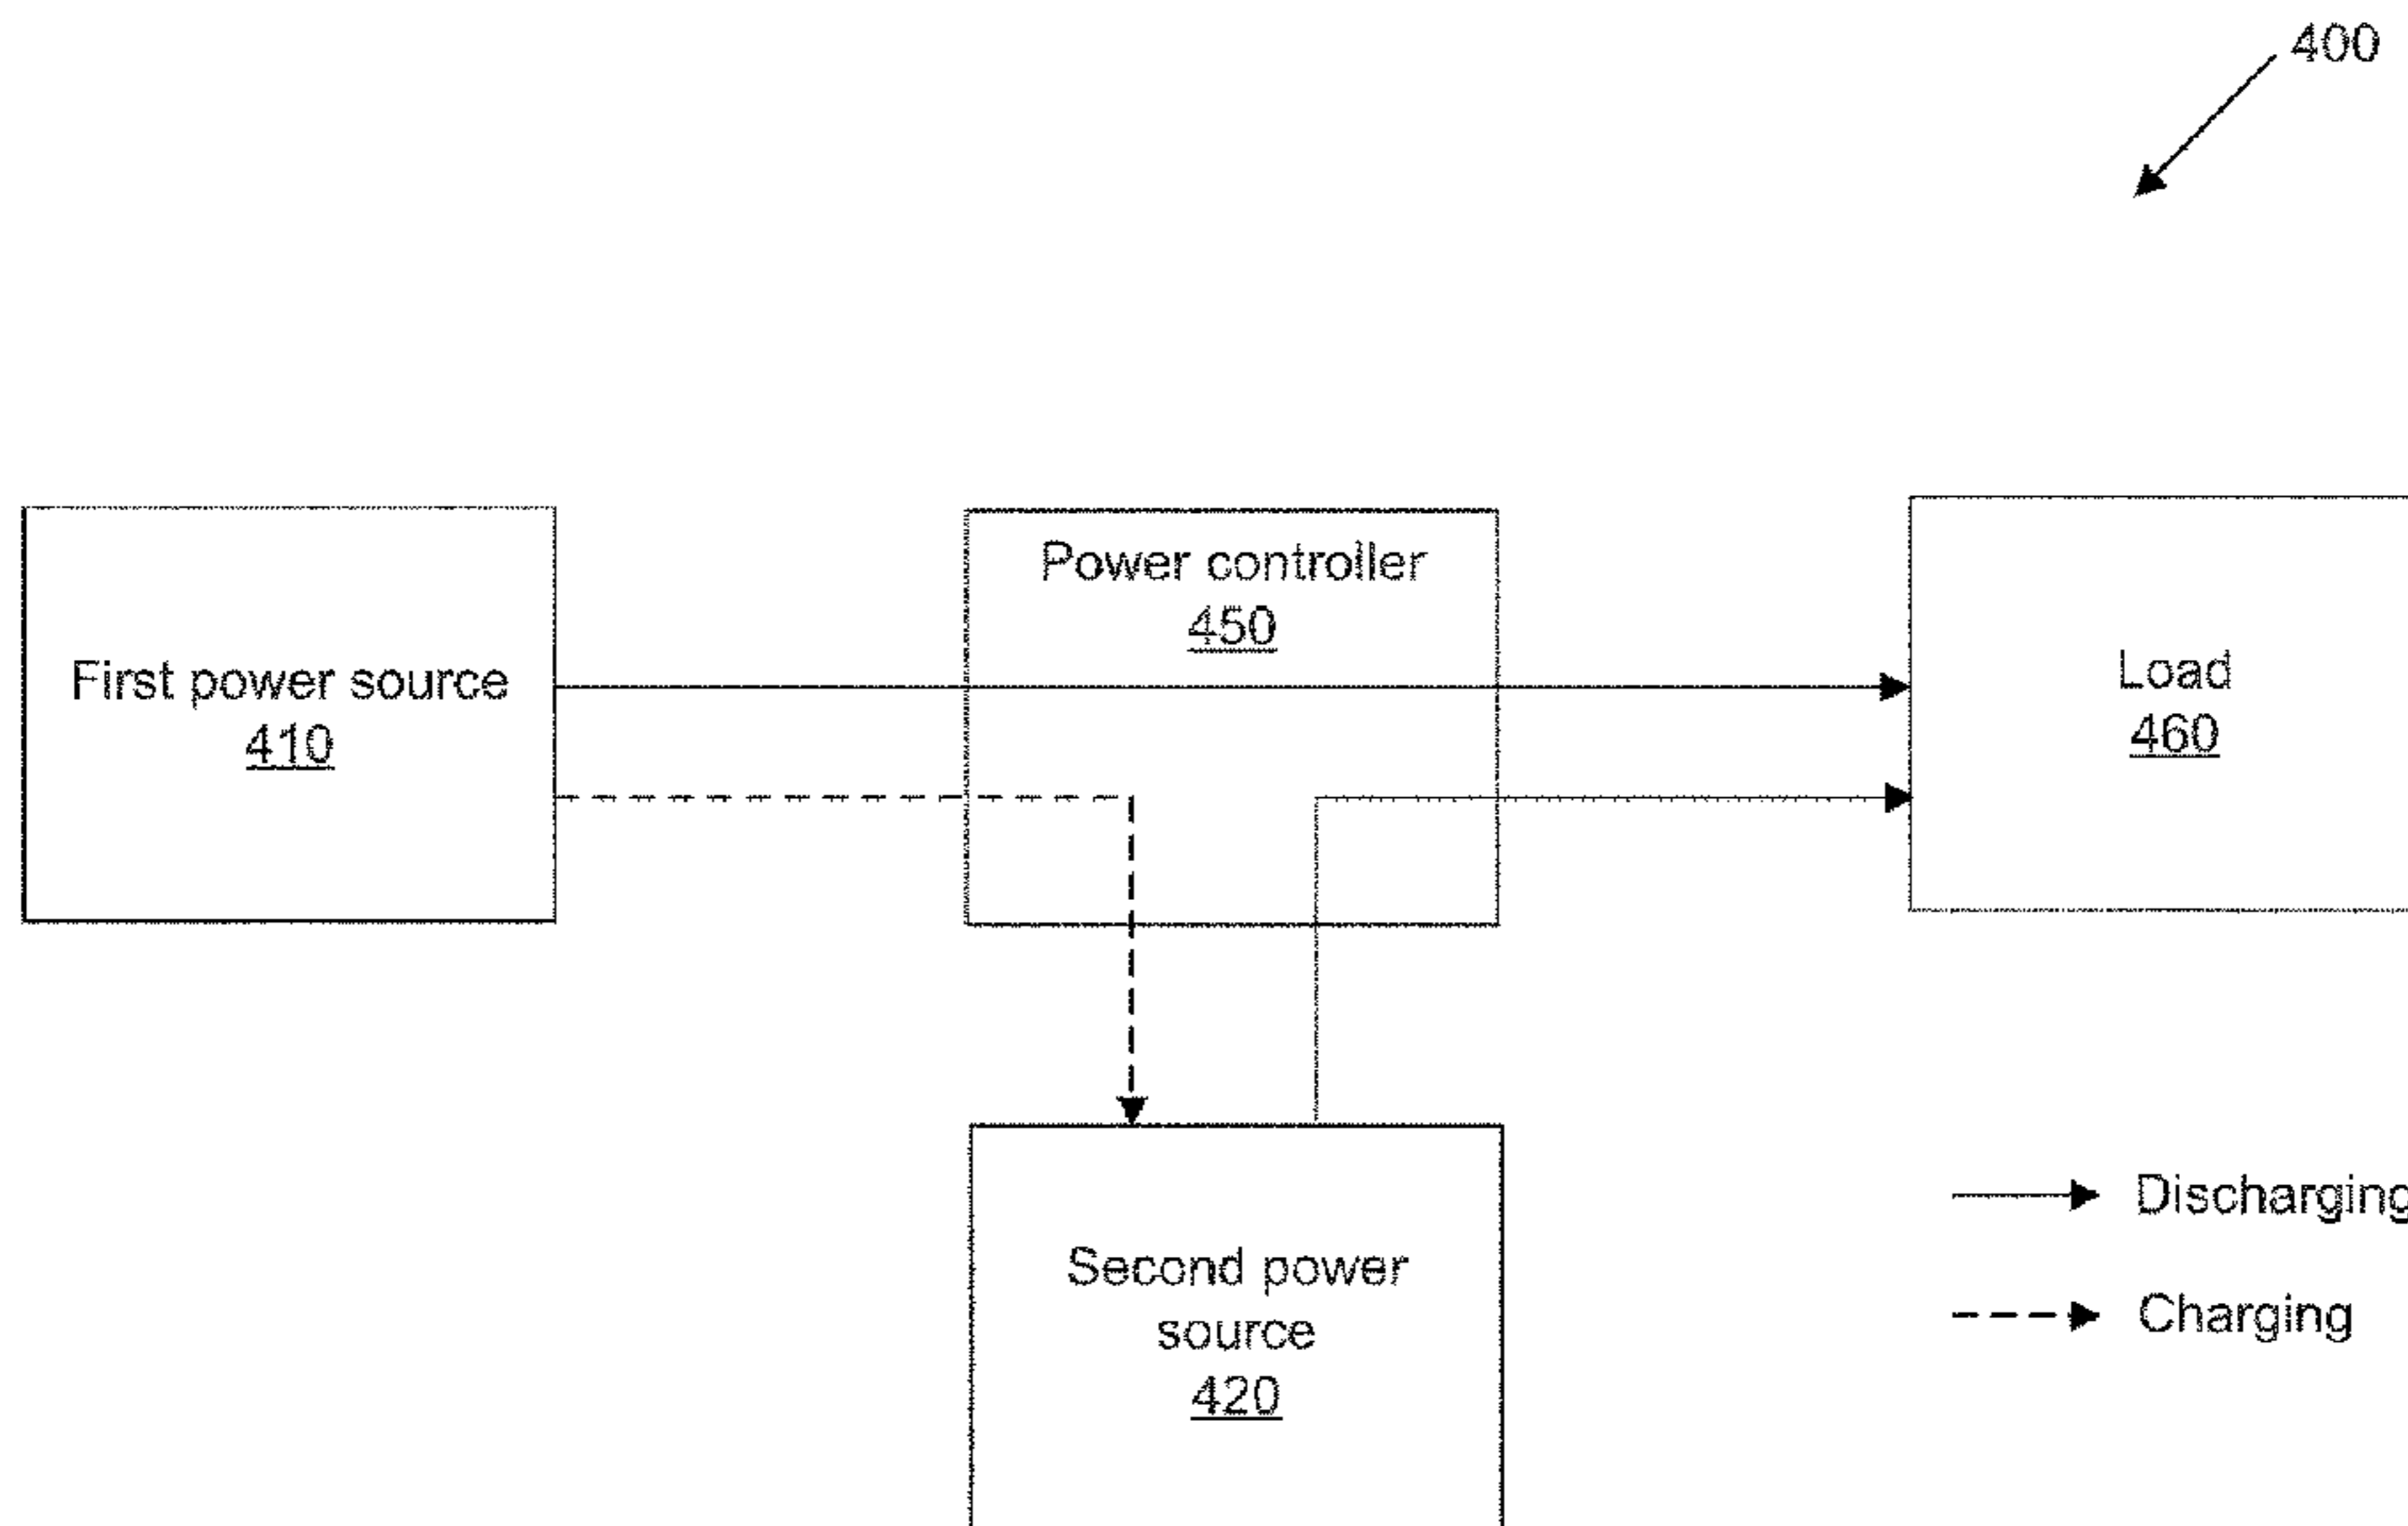 400
Power controller
450
First power source
410
Load
460
Second power
source
420
Discharging
Charging